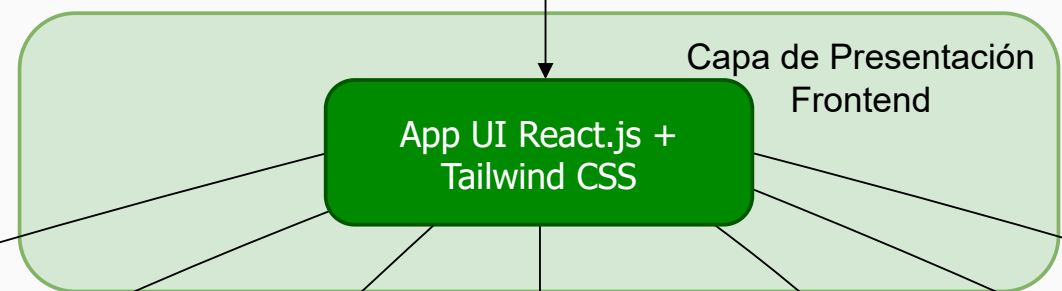 Capa de Presentación
Frontend
App UI React.js +
Tailwind CSS